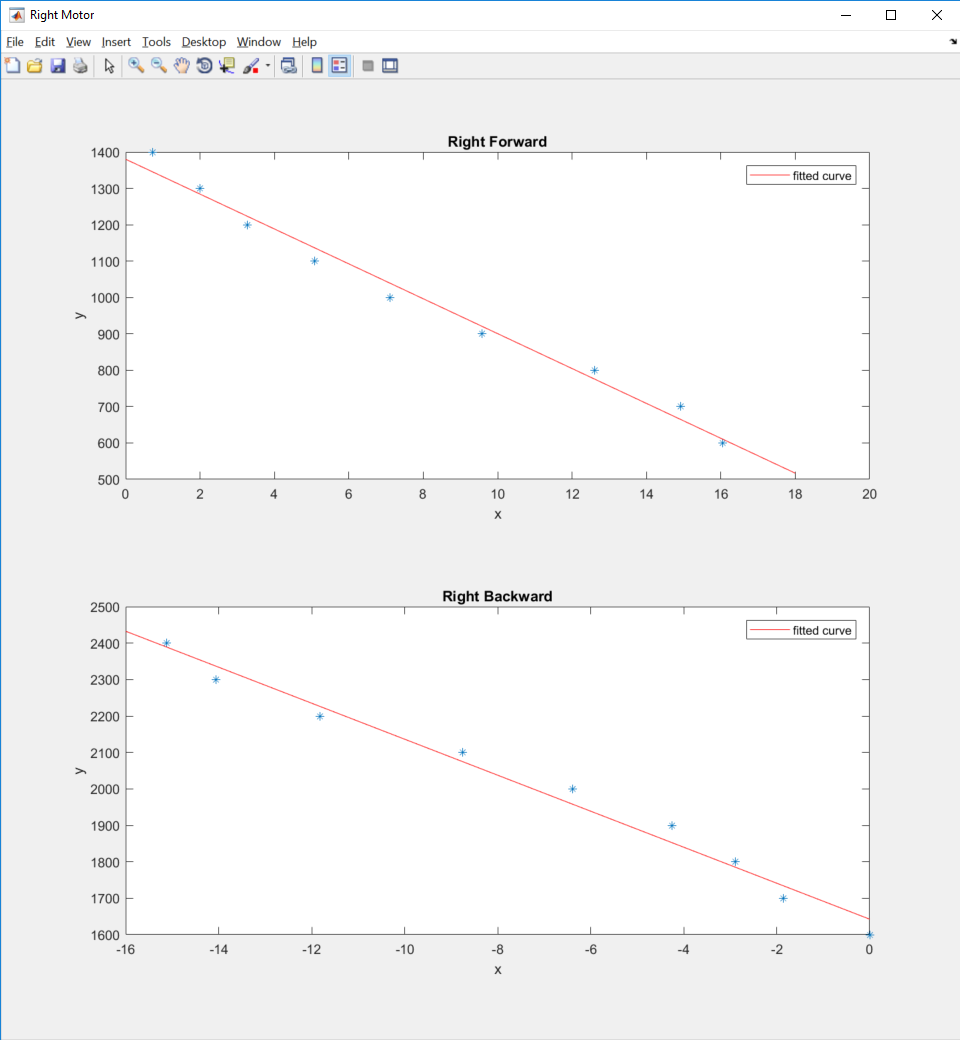 Right Motor
File Edit View Insert Tools Desktop Window Help
Right Forward
1400
1300
1200
1100
1000
900
800
700
600
500
y
fitted curve
0 2 4 6 8 10 12 14 16 18 20
x
Right Backward
2500
2400
2300
2200
2100
2000
1900
1800
1700
1600
y
fitted curve
-16 -14 -12 -10 -8 -6 -4 -2 0
x